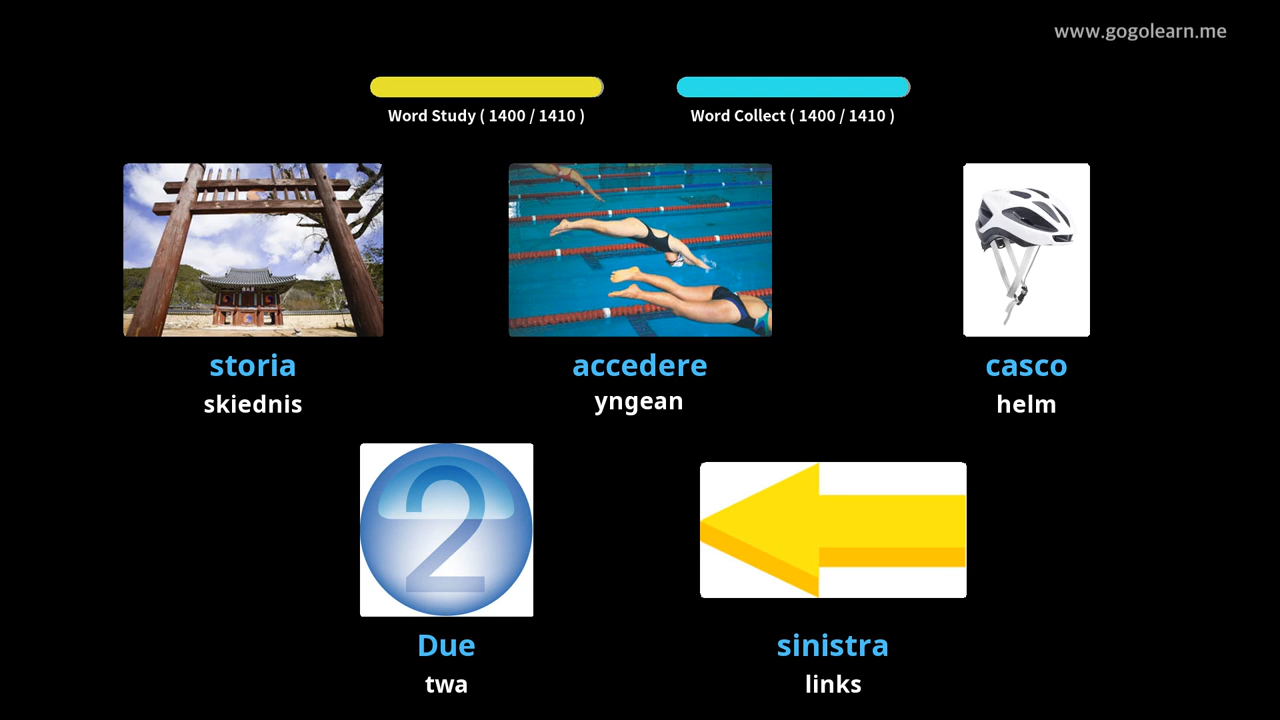 www.gogolearn.me
Word Study ( 1400 / 1410 )
Word Collect ( 1400 / 1410 )
storia
skiednis
accedere
yngean
casco
helm
2
Due
twa
sinistra
links